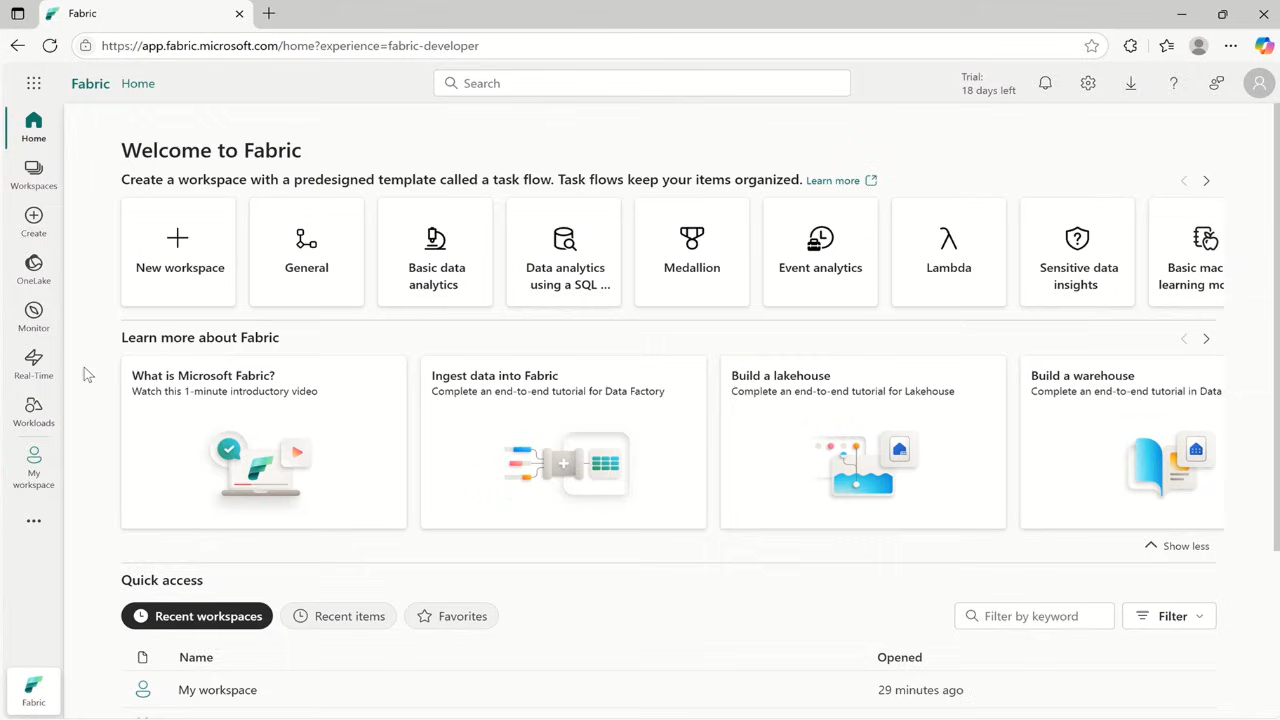 Fabric
https://app.fabric.microsoft.com/home?experience=fabric-developer
Fabric Home
Search
Trial:
18 days left
Home
Workspaces
Create
OneLake
Monitor
Real-Time
Workloads
My
workspace
Fabric
Welcome to Fabric
Create a workspace with a predesigned template called a task flow. Task flows keep your items organized. Learn more
New workspace
General
Basic data
analytics
Data analytics
using a SQL ...
Medallion
Event analytics
Lambda
Sensitive data
insights
Basic mac
learning mo
Learn more about Fabric
What is Microsoft Fabric?
Watch this 1-minute introductory video
Ingest data into Fabric
Complete an end-to-end tutorial for Data Factory
Build a lakehouse
Complete an end-to-end tutorial for Lakehouse
Build a warehouse
Complete an end-to-end tutorial in Data
Show less
Quick access
Recent workspaces
Recent items
Favorites
Filter by keyword
Filter
Name
Opened
My workspace
29 minutes ago